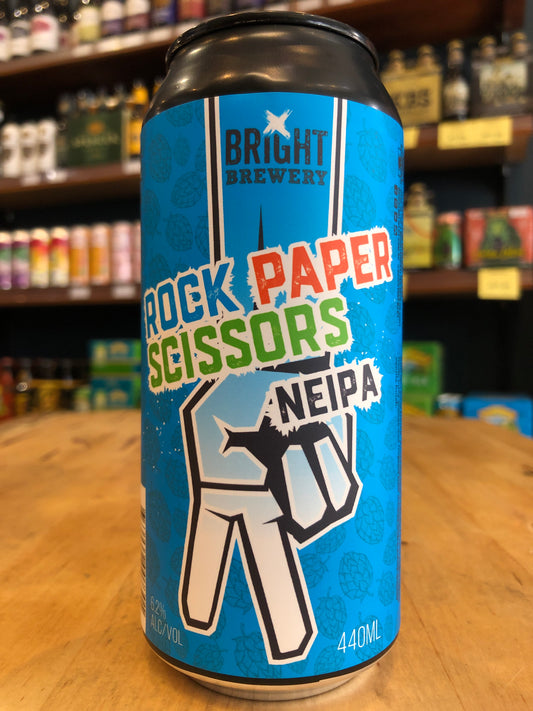 BRIGHT
BREWERY
ROCK PAPER
SCISSORS
NEIPA
6.2%
ALC/VOL
440ML